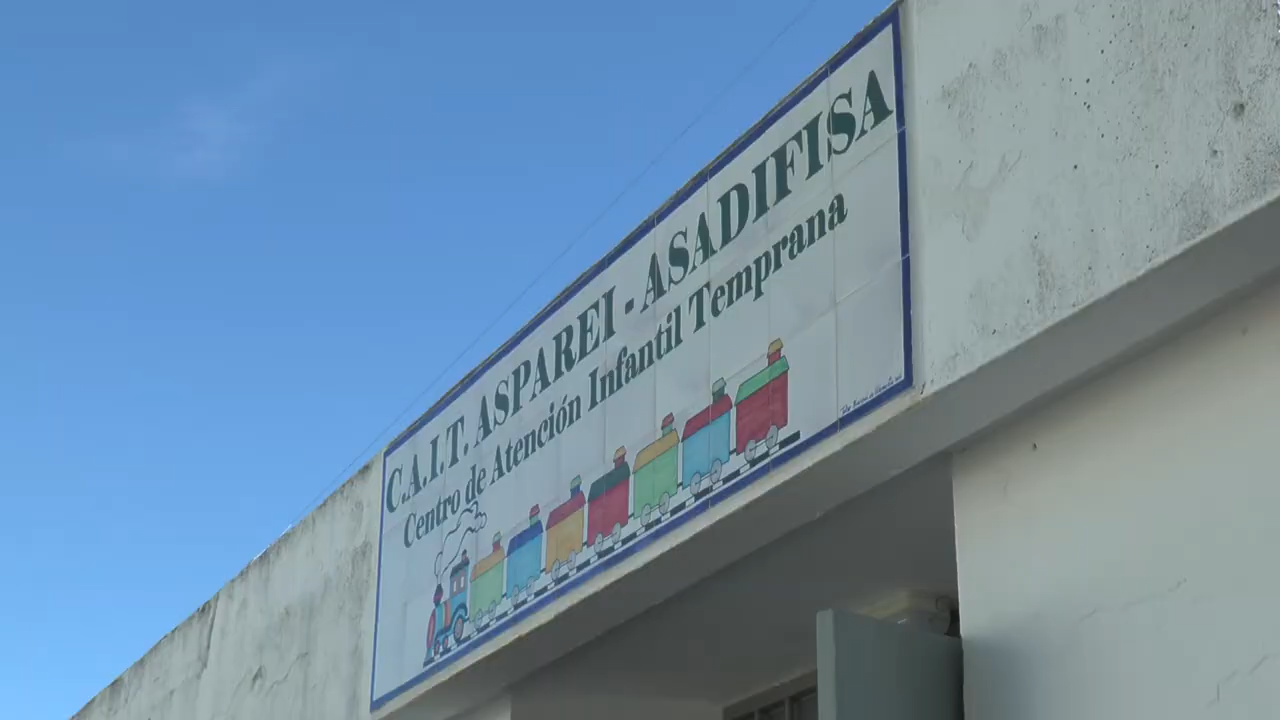 C.A.I.T. ASPAREI - ASADIFISA
Centro de Atención Infantil Temprana